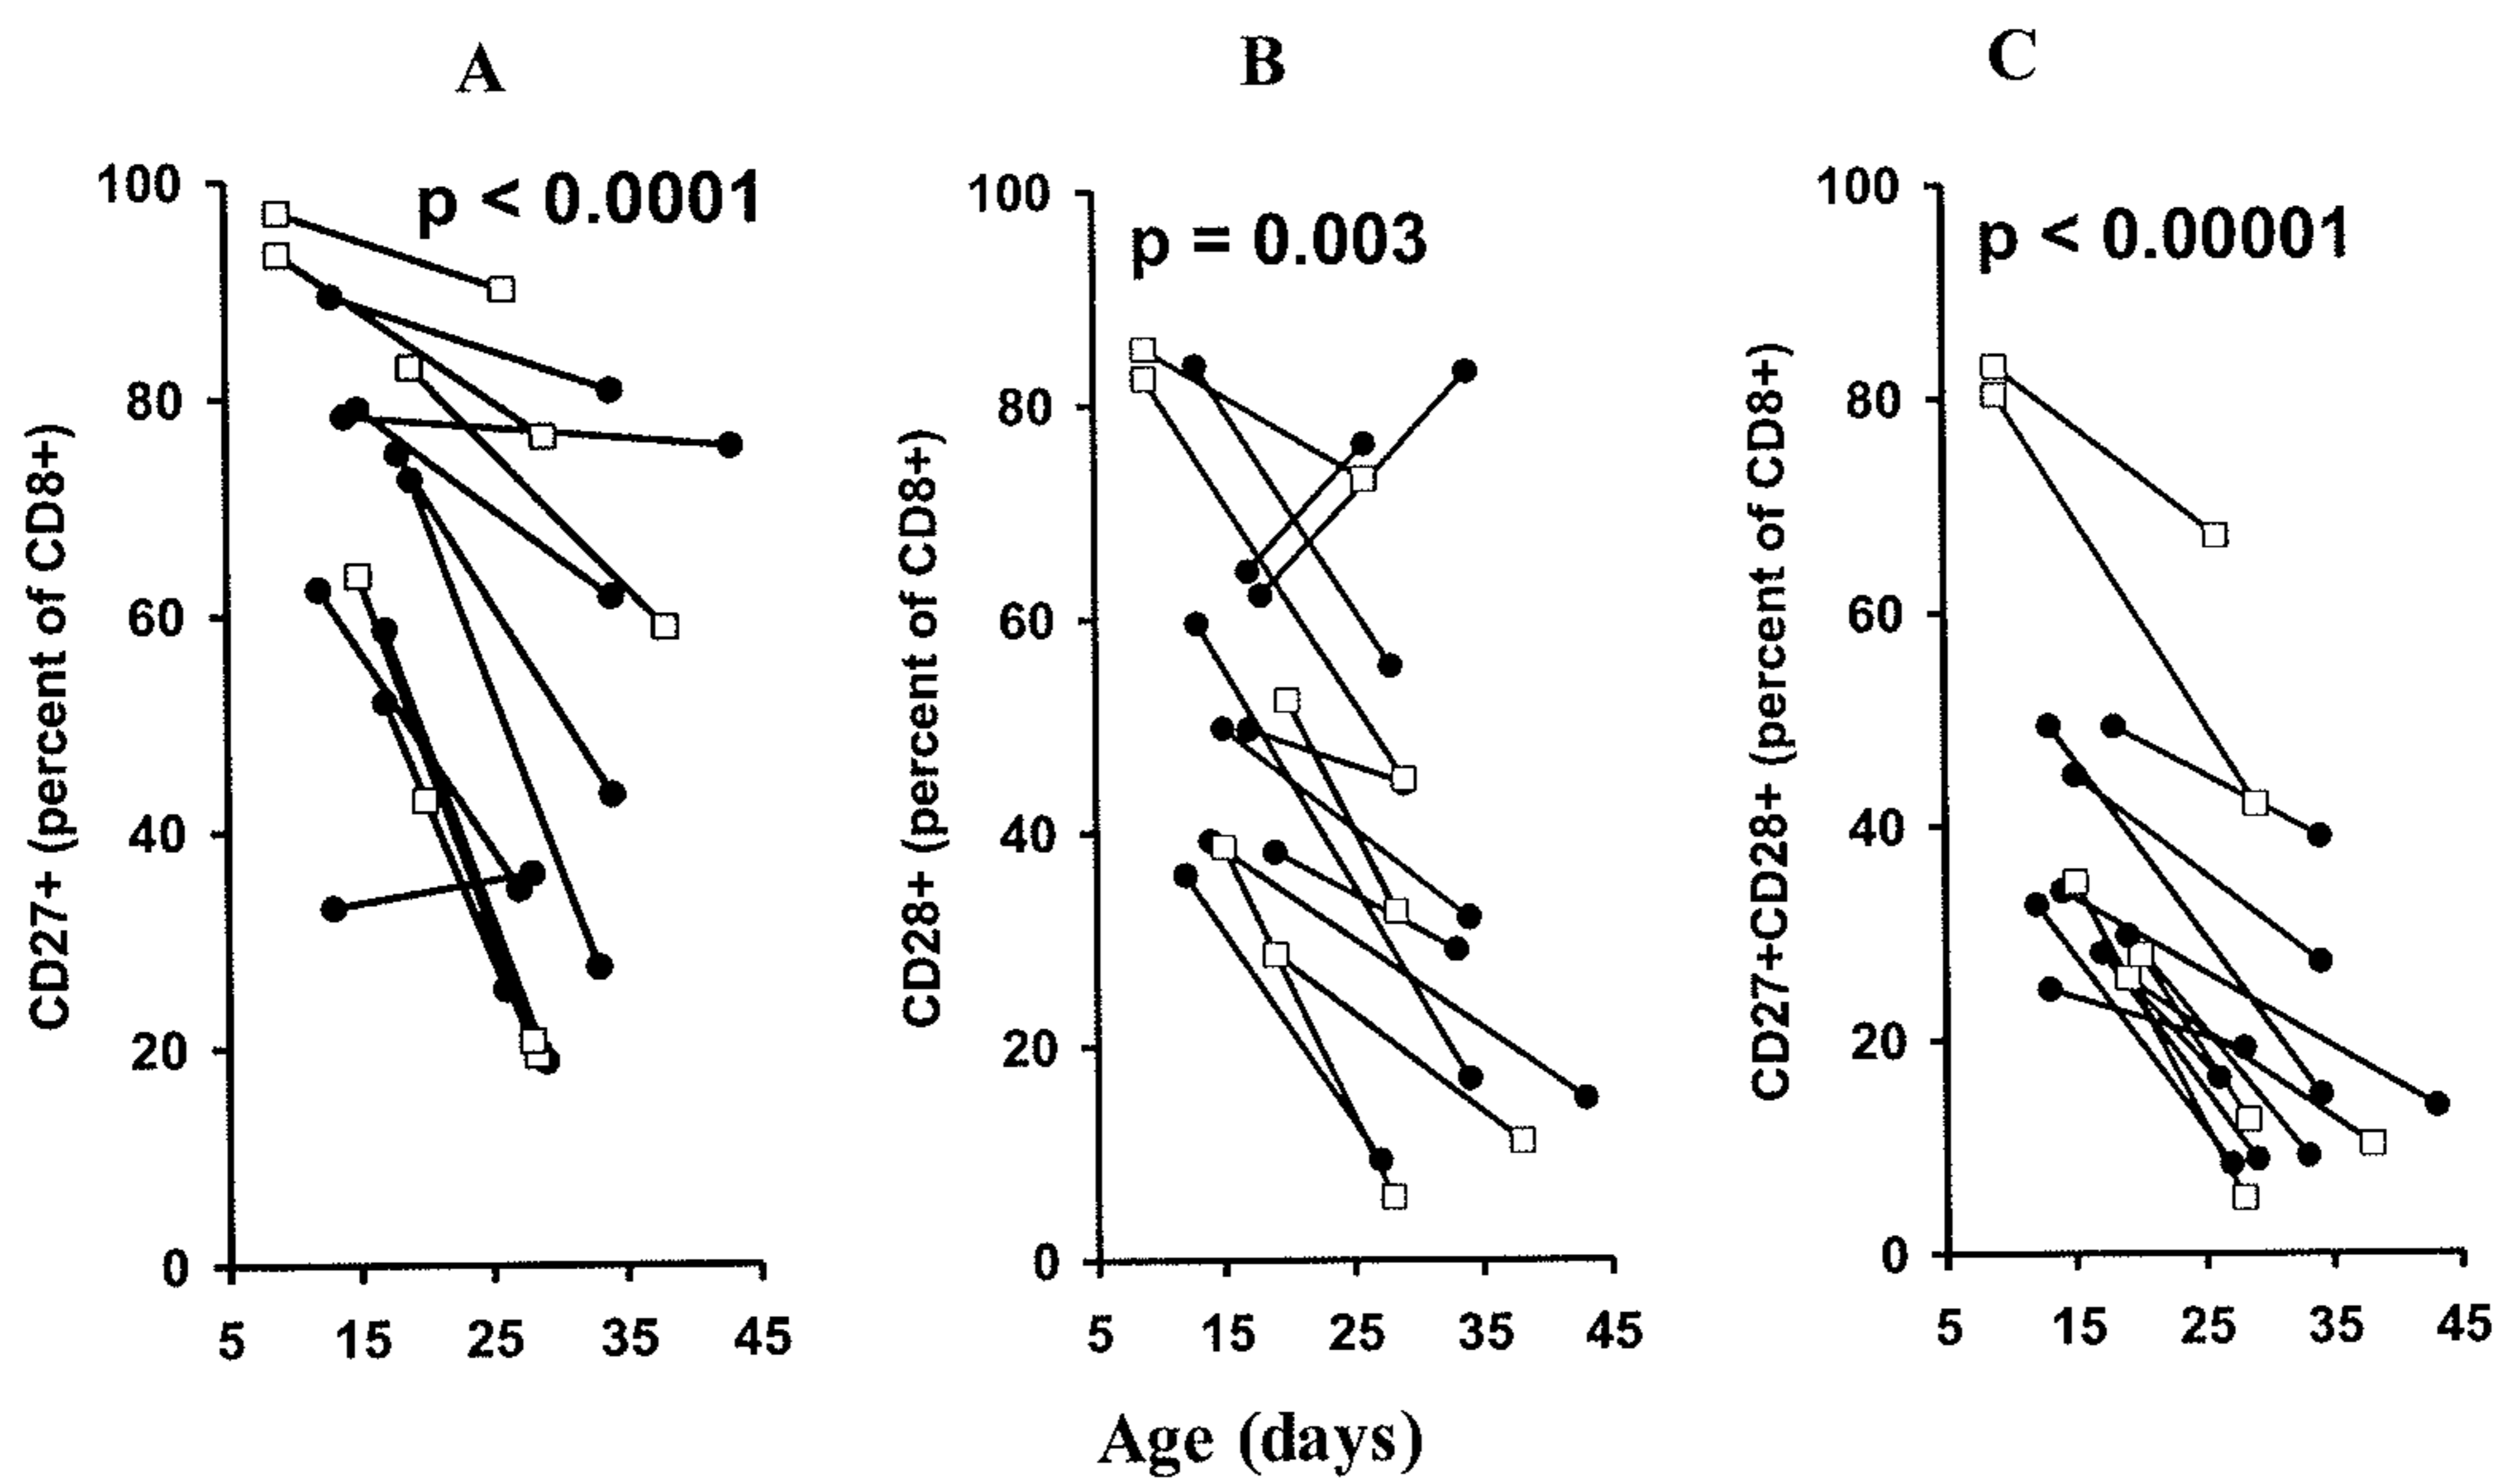 A
B
C
p < 0.0001
p = 0.003
p < 0.00001
CD27+ (percent of CD8+)
100
80
60
40
20
0
5 15 25 35 45
CD28+ (percent of CD8+)
100
80
60
40
20
0
5 15 25 35 45
CD27+CD28+ (percent of CD8+)
100
80
60
40
20
0
5 15 25 35 45
Age (days)